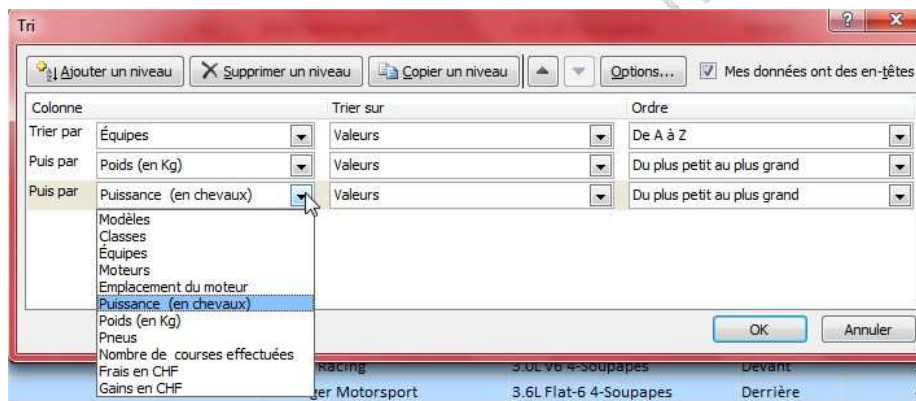 Tri
Ajouter un niveau Supprimer un niveau Copier un niveau Options... Mes données ont des en-têtes
Colonne Trier sur Ordre
Trier par Équipes Valeurs De A à Z
Puis par Poids (en Kg) Valeurs Du plus petit au plus grand
Puis par Puissance (en chevaux) Valeurs Du plus petit au plus grand
Modèles
Classes
Équipes
Moteurs
Emplacement du moteur
Puissance (en chevaux)
Poids (en Kg)
Pneus
Nombre de courses effectuées
Frais en CHF
Gains en CHF
OK Annuler
Racing 3.0L V6 4-Soupapes Devant
Motorsport 3.6L Flat-6 4-Soupapes Derrière